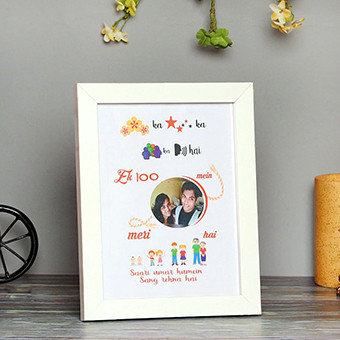 ka ka
ka hai
Ek 100 mein
meri hai
Saari umar humein
Sang rehna hai